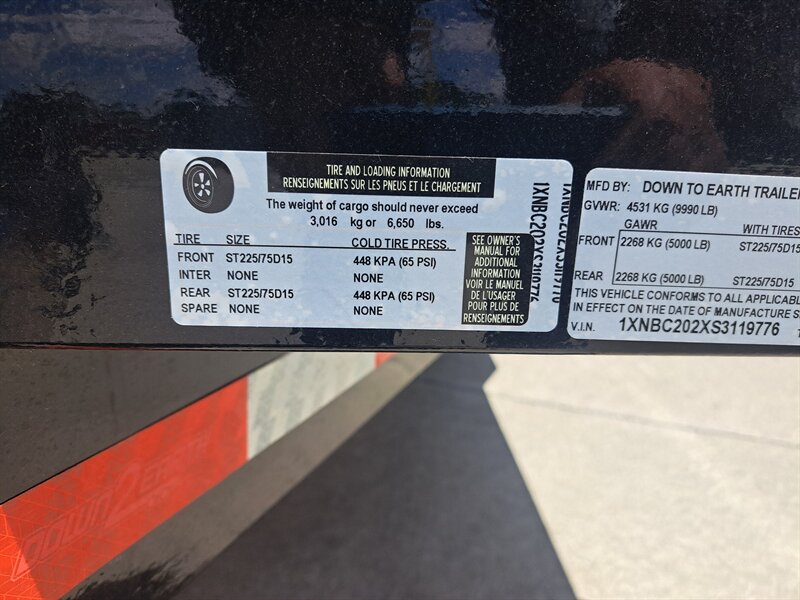 TIRE AND LOADING INFORMATION
RENSEIGNEMENTS SUR LES PNEUS ET LE CHARGEMENT
The weight of cargo should never exceed
3,016 kg or 6,650 lbs.
TIRE SIZE COLD TIRE PRESS.
FRONT ST225/75D15 448 KPA (65 PSI)
INTER NONE NONE
REAR ST225/75D15 448 KPA (65 PSI)
SPARE NONE NONE
SEE OWNER'S
MANUAL FOR
ADDITIONAL
INFORMATION
VOIR LE MANUEL
DE L'USAGER
POUR PLUS DE
RENSEIGNEMENTS
1XNBC202XS3119776
MFD BY: DOWN TO EARTH TRAILER
GVWR: 4531 KG (9990 LB)
GAWR WITH TIRES
FRONT 2268 KG (5000 LB) ST225/75D15
REAR 2268 KG (5000 LB) ST225/75D15
THIS VEHICLE CONFORMS TO ALL APPLICABL
IN EFFECT ON THE DATE OF MANUFACTURE S
V.I.N. 1XNBC202XS3119776
DOWN2EARTH